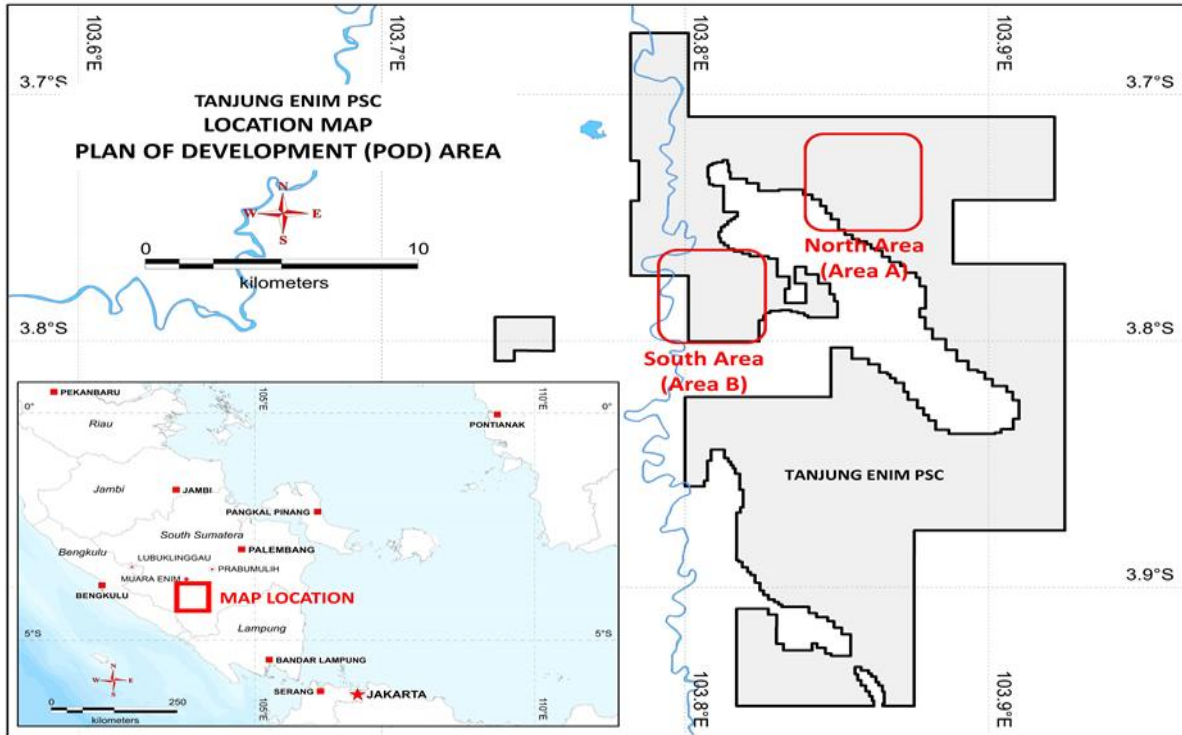 103.6°E
103.7°E
103.8°E
103.9°E
3.7°S
3.7°S
TANJUNG ENIM PSC
LOCATION MAP
PLAN OF DEVELOPMENT (POD) AREA
N
W E
S
0 10
kilometers
North Area
(Area A)
3.8°S
3.8°S
South Area
(Area B)
TANJUNG ENIM PSC
3.9°S
103.8°E
103.9°E
105°E
110°E
PEKANBARU
0°
0°
Riau
PONTIANAK
Jambi
JAMBI
PANGKAL PINANG
South Sumatera
Bengkulu
PALEMBANG
LUBUKLINGGAU
PRABUMULIH
MUARA ENIM
BENGKULU
MAP LOCATION
Lampung
5°S
5°S
BANDAR LAMPUNG
N
W E
S
SERANG
JAKARTA
0 250
kilometers
105°E
110°E